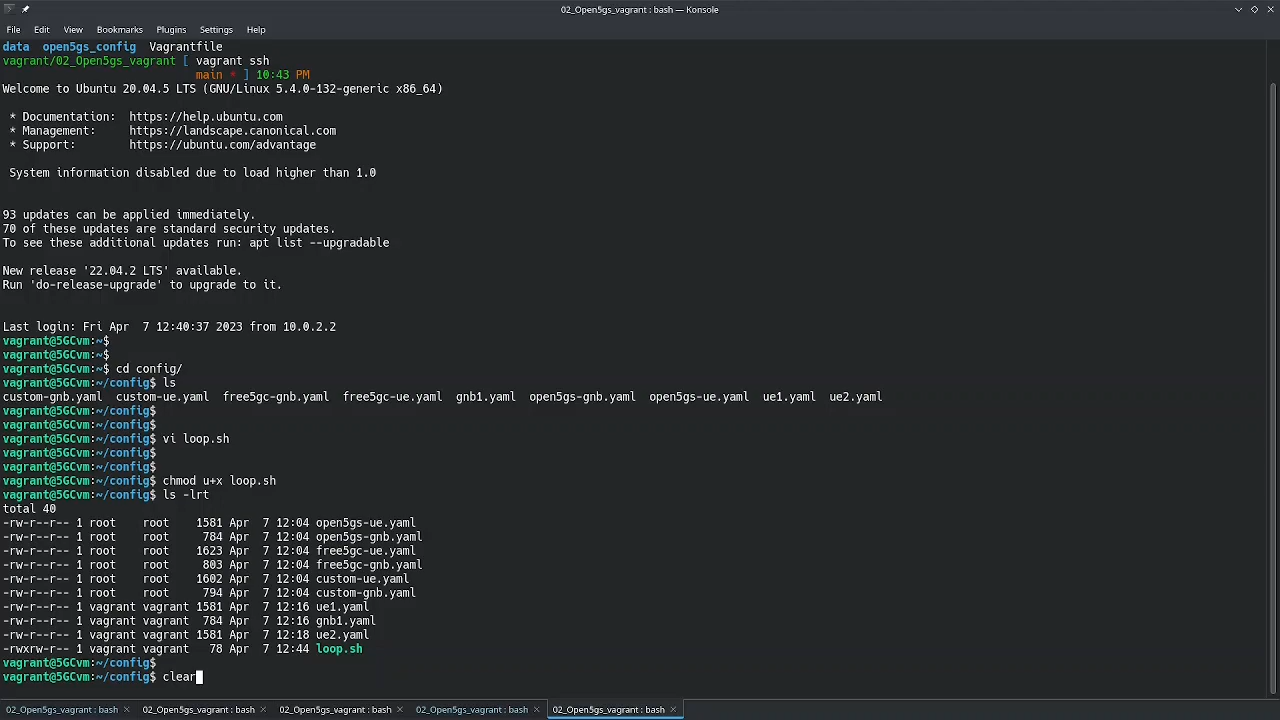 02_Open5gs_vagrant : bash — Konsole
File Edit View Bookmarks Plugins Settings Help
data  open5gs_config  Vagrantfile
vagrant/02_Open5gs_vagrant [ vagrant ssh
main * ] 10:43 PM
Welcome to Ubuntu 20.04.5 LTS (GNU/Linux 5.4.0-132-generic x86_64)
* Documentation:  https://help.ubuntu.com
* Management:     https://landscape.canonical.com
* Support:        https://ubuntu.com/advantage
System information disabled due to load higher than 1.0
93 updates can be applied immediately.
70 of these updates are standard security updates.
To see these additional updates run: apt list --upgradable
New release '22.04.2 LTS' available.
Run 'do-release-upgrade' to upgrade to it.
Last login: Fri Apr  7 12:40:37 2023 from 10.0.2.2
vagrant@5GCvm:~$
vagrant@5GCvm:~$
vagrant@5GCvm:~$ cd config/
vagrant@5GCvm:~/config$ ls
custom-gnb.yaml  custom-ue.yaml  free5gc-gnb.yaml  free5gc-ue.yaml  gnb1.yaml  open5gs-gnb.yaml  open5gs-ue.yaml  ue1.yaml  ue2.yaml
vagrant@5GCvm:~/config$
vagrant@5GCvm:~/config$
vagrant@5GCvm:~/config$ vi loop.sh
vagrant@5GCvm:~/config$
vagrant@5GCvm:~/config$
vagrant@5GCvm:~/config$ chmod u+x loop.sh
vagrant@5GCvm:~/config$ ls -lrt
total 40
-rw-r--r-- 1 root    root    1581 Apr  7 12:04 open5gs-ue.yaml
-rw-r--r-- 1 root    root     784 Apr  7 12:04 open5gs-gnb.yaml
-rw-r--r-- 1 root    root    1623 Apr  7 12:04 free5gc-ue.yaml
-rw-r--r-- 1 root    root     803 Apr  7 12:04 free5gc-gnb.yaml
-rw-r--r-- 1 root    root    1602 Apr  7 12:04 custom-ue.yaml
-rw-r--r-- 1 root    root     794 Apr  7 12:04 custom-gnb.yaml
-rw-r--r-- 1 vagrant vagrant 1581 Apr  7 12:16 ue1.yaml
-rw-r--r-- 1 vagrant vagrant  784 Apr  7 12:16 gnb1.yaml
-rw-r--r-- 1 vagrant vagrant 1581 Apr  7 12:18 ue2.yaml
-rwxrw-r-- 1 vagrant vagrant   78 Apr  7 12:44 loop.sh
vagrant@5GCvm:~/config$
vagrant@5GCvm:~/config$ clear
02_Open5gs_vagrant : bash 02_Open5gs_vagrant : bash 02_Open5gs_vagrant : bash 02_Open5gs_vagrant : bash 02_Open5gs_vagrant : bash